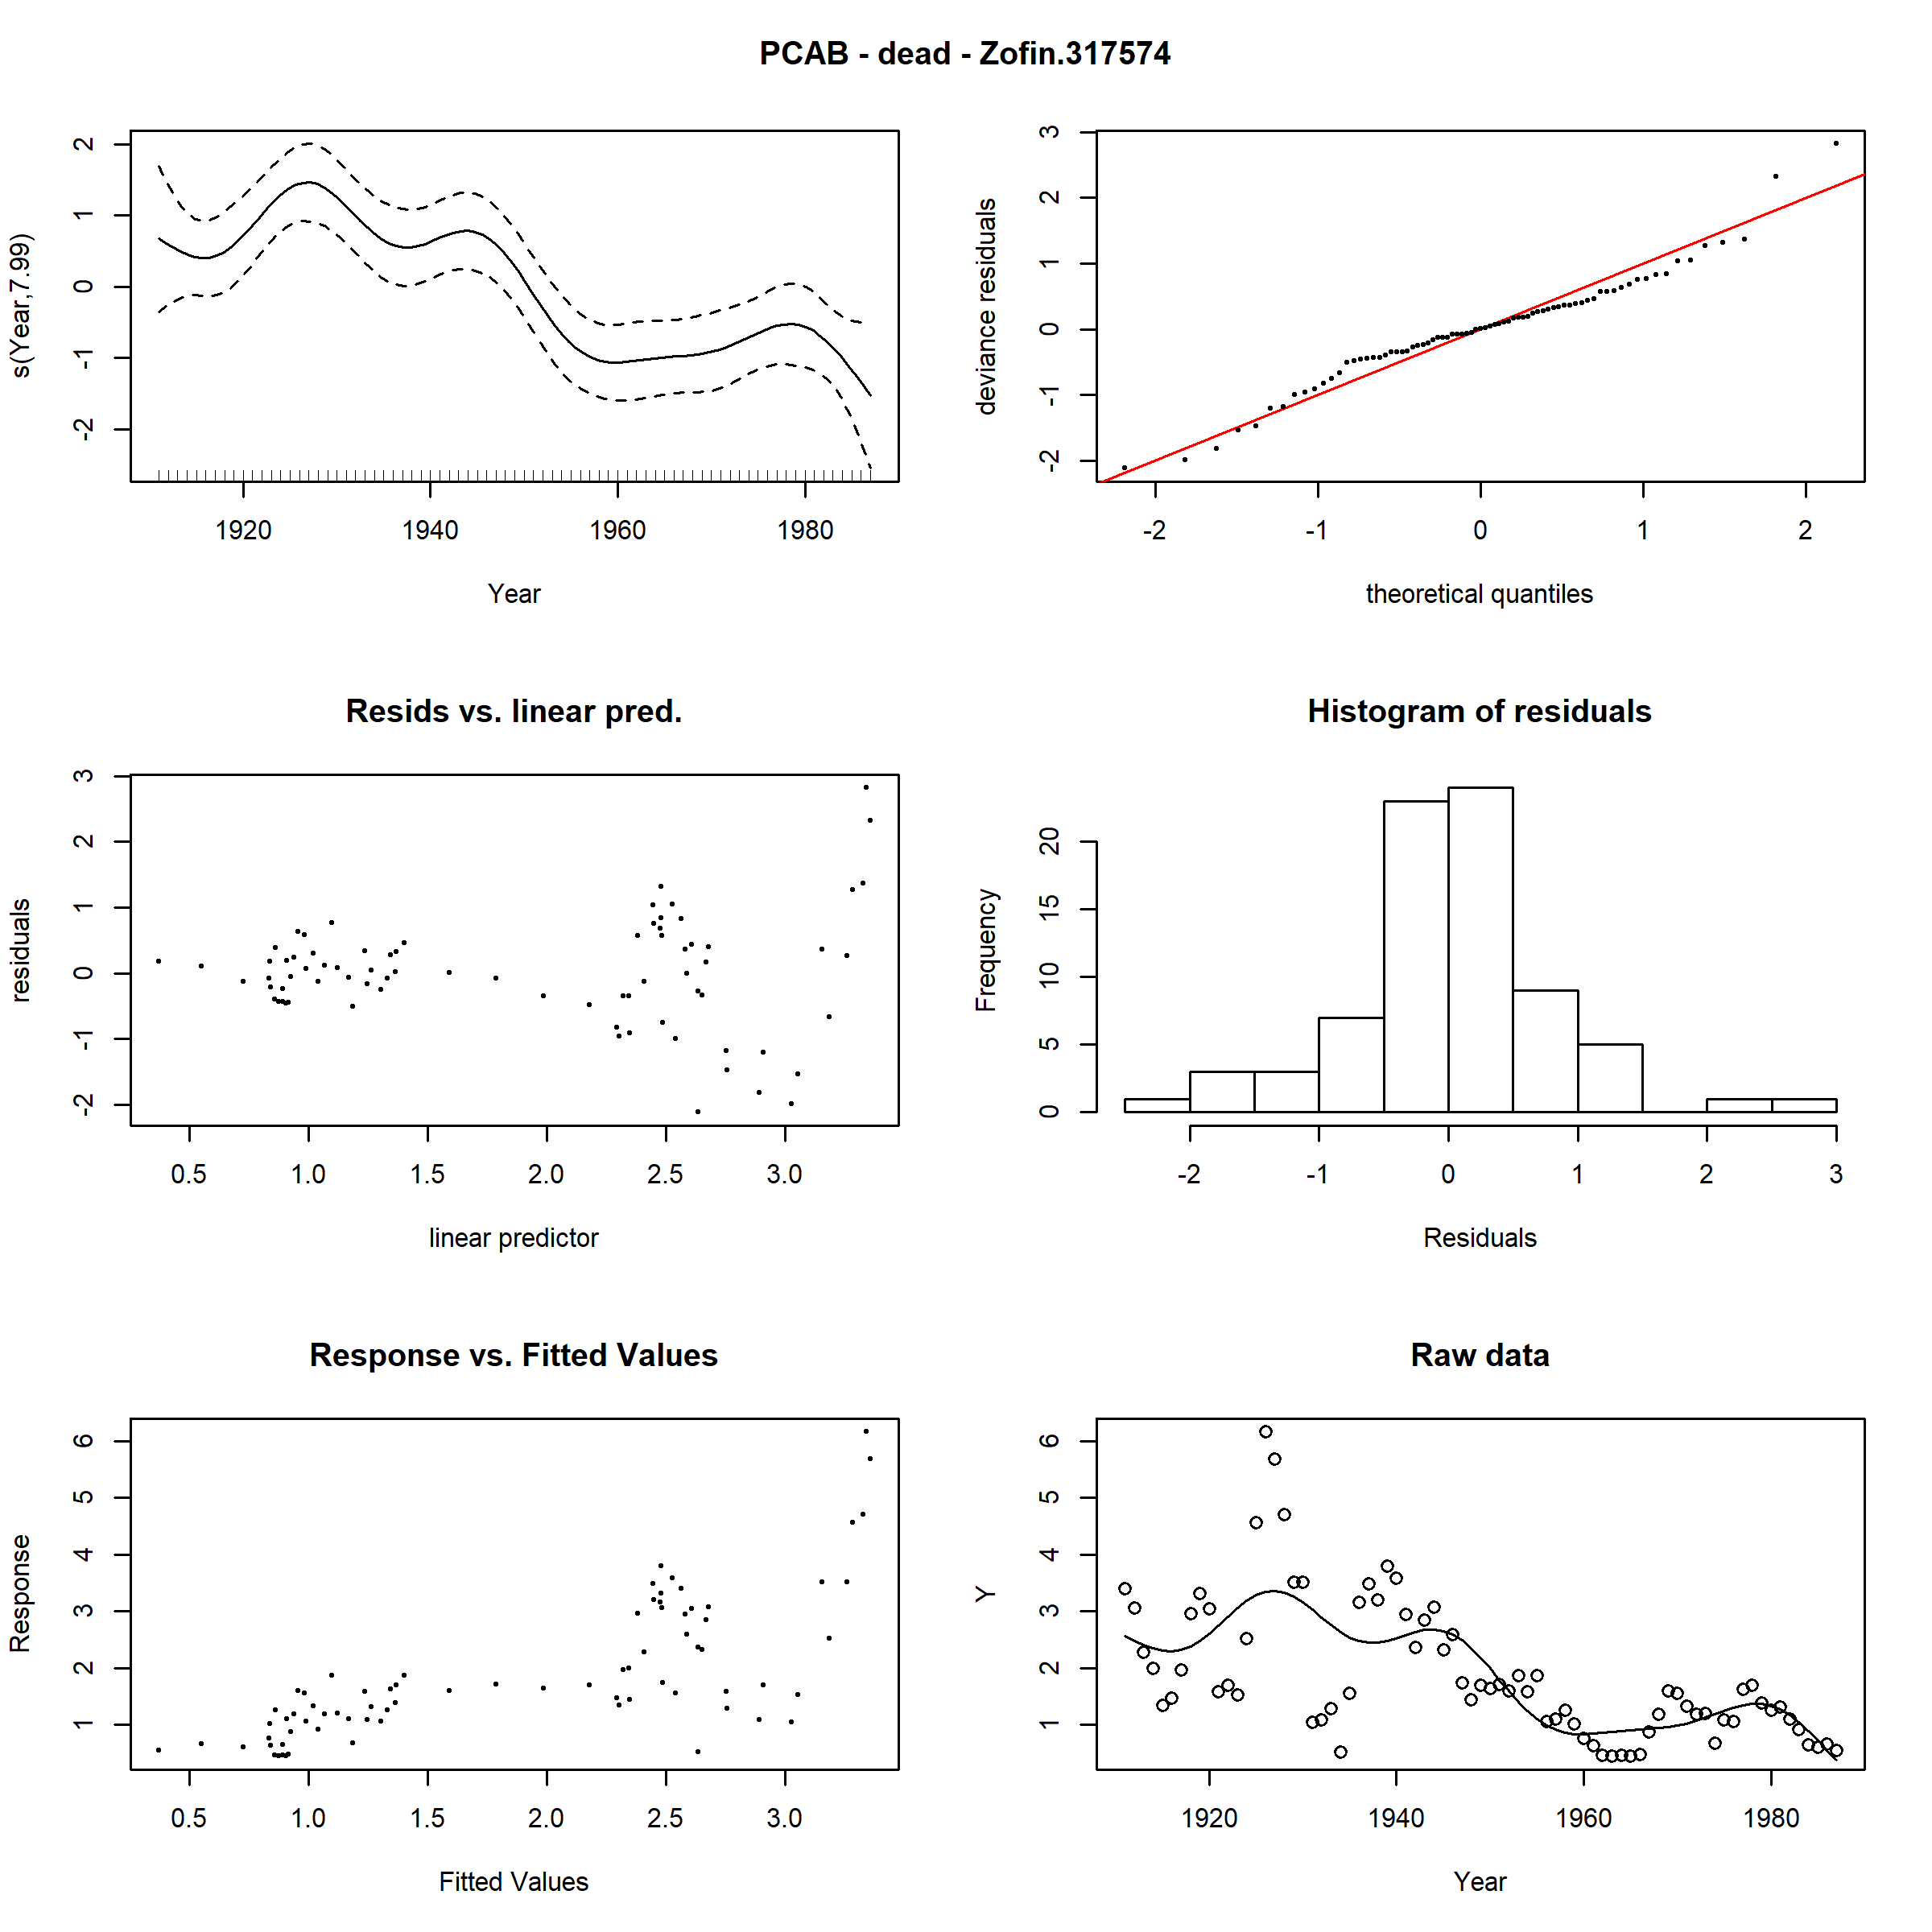 PCAB - dead - Zofin.317574
s(Year,7.99)
2
1
0
-1
-2
1920 1940 1960 1980
Year
deviance residuals
3
2
1
0
-1
-2
-2 -1 0 1 2
theoretical quantiles
Resids vs. linear pred.
residuals
3
2
1
0
-1
-2
0.5 1.0 1.5 2.0 2.5 3.0
linear predictor
Histogram of residuals
Frequency
20
15
10
5
0
-2 -1 0 1 2 3
Residuals
Response vs. Fitted Values
Response
6
5
4
3
2
1
0.5 1.0 1.5 2.0 2.5 3.0
Fitted Values
Raw data
Y
6
5
4
3
2
1
1920 1940 1960 1980
Year